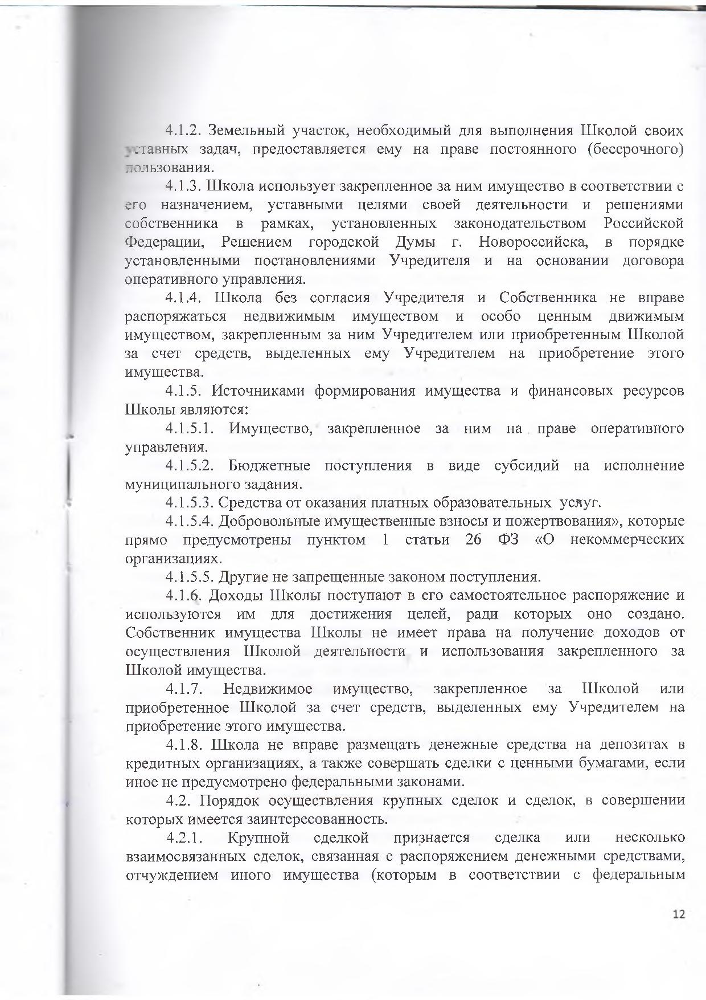 4.1.2. Земельный участок, необходимый для выполнения Школой своих
уставных задач, предоставляется ему на праве постоянного (бессрочного)
пользования.
4.1.3. Школа использует закрепленное за ним имущество в соответствии с
его назначением, уставными целями своей деятельности и решениями
собственника в рамках, установленных законодательством Российской
Федерации, Решением городской Думы г. Новороссийска, в порядке
установленными постановлениями Учредителя и на основании договора
оперативного управления.
4.1.4. Школа без согласия Учредителя и Собственника не вправе
распоряжаться недвижимым имуществом и особо ценным движимым
имуществом, закрепленным за ним Учредителем или приобретенным Школой
за счет средств, выделенных ему Учредителем на приобретение этого
имущества.
4.1.5. Источниками формирования имущества и финансовых ресурсов
Школы являются:
4.1.5.1. Имущество, закрепленное за ним на праве оперативного
управления.
4.1.5.2. Бюджетные поступления в виде субсидий на исполнение
муниципального задания.
4.1.5.3. Средства от оказания платных образовательных услуг.
4.1.5.4. Добровольные имущественные взносы и пожертвования», которые
прямо предусмотрены пунктом 1 статьи 26 ФЗ «О некоммерческих
организациях.
4.1.5.5. Другие не запрещенные законом поступления.
4.1.6. Доходы Школы поступают в его самостоятельное распоряжение и
используются им для достижения целей, ради которых оно создано.
Собственник имущества Школы не имеет права на получение доходов от
осуществления Школой деятельности и использования закрепленного за
Школой имущества.
4.1.7. Недвижимое имущество, закрепленное за Школой или
приобретенное Школой за счет средств, выделенных ему Учредителем на
приобретение этого имущества.
4.1.8. Школа не вправе размещать денежные средства на депозитах в
кредитных организациях, а также совершать сделки с ценными бумагами, если
иное не предусмотрено федеральными законами.
4.2. Порядок осуществления крупных сделок и сделок, в совершении
которых имеется заинтересованность.
4.2.1. Крупной сделкой признается сделка или несколько
взаимосвязанных сделок, связанная с распоряжением денежными средствами,
отчуждением иного имущества (которым в соответствии с федеральным
12